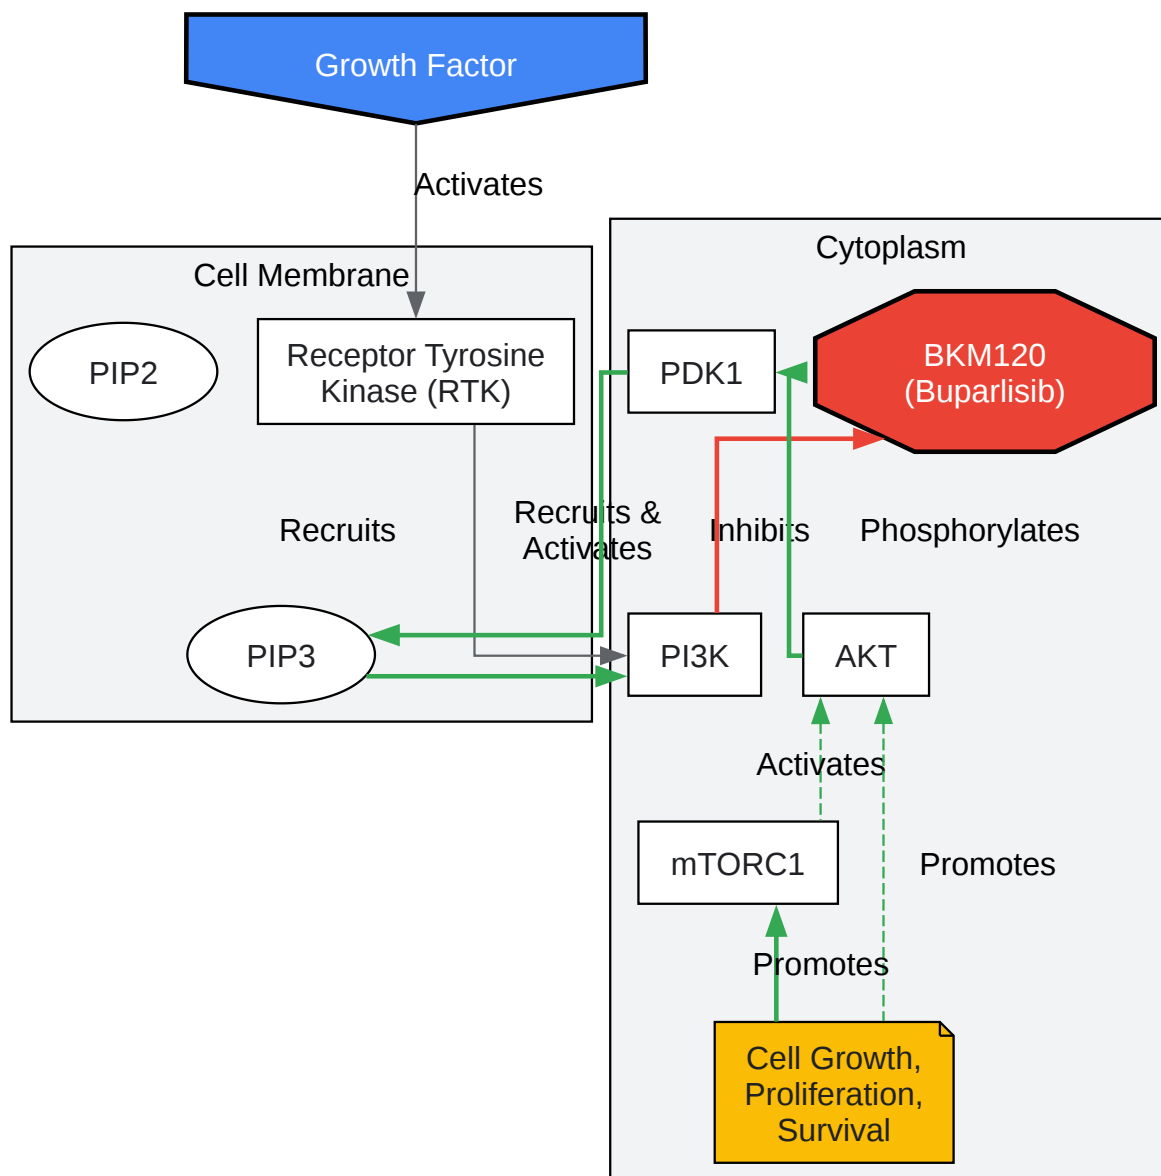 Growth Factor
Activates
Cell Membrane
Cytoplasm
PIP2
Receptor Tyrosine
Kinase (RTK)
PDK1
BKM120
(Buparlisib)
Recruits
Recruits &
Activates
Inhibits
Phosphorylates
PIP3
PI3K
AKT
Activates
mTORC1
Promotes
Promotes
Cell Growth,
Proliferation,
Survival